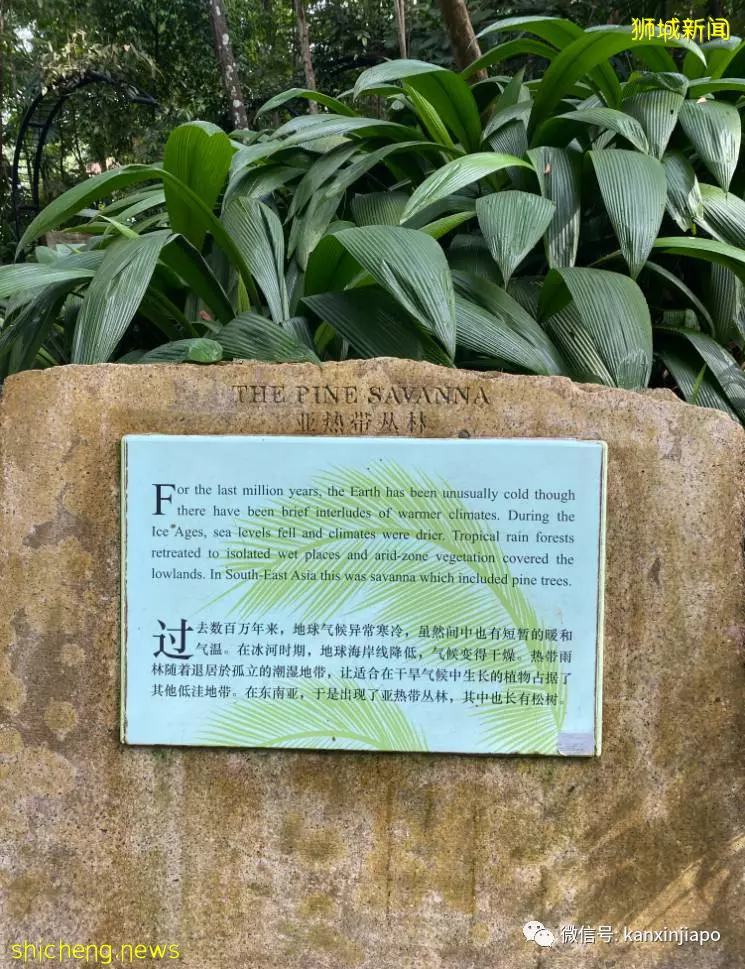 狮城新闻
THE PINE SAVANNA
亚热带丛林
For the last million years, the Earth has been unusually cold though
there have been brief interludes of warmer climates. During the
Ice Ages, sea levels fell and climates were drier. Tropical rain forests
retreated to isolated wet places and arid-zone vegetation covered the
lowlands. In South-East Asia this was savanna which included pine trees.
过去数百万年来，地球气候异常寒冷，虽然间中也有短暂的暖和
气温。在冰河时期，地球海岸线降低，气候变得干燥。热带雨
林随着退居於孤立的潮湿地带，让适合在干旱气候中生长的植物占据了
其他低洼地带。在东南亚，于是出现了亚热带丛林，其中也长有松树。
微信号: kanxinjiapo
shicheng.news